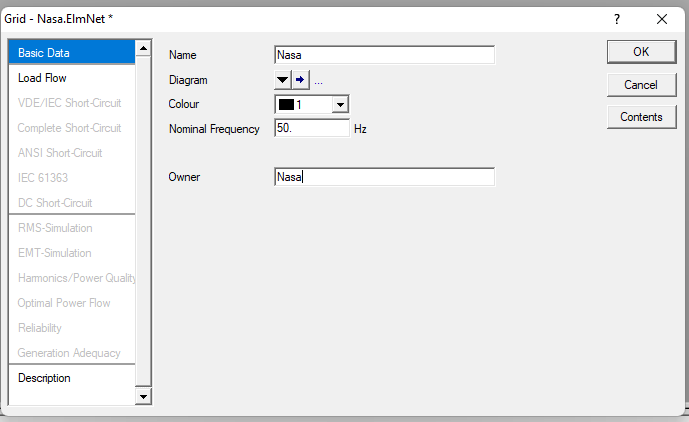 Grid - Nasa.ElmNet *
?
Basic Data
Load Flow
VDE/IEC Short-Circuit
Complete Short-Circuit
ANSI Short-Circuit
IEC 61363
DC Short-Circuit
RMS-Simulation
EMT-Simulation
Harmonics/Power Quality
Optimal Power Flow
Reliability
Generation Adequacy
Description
Name Nasa
Diagram ...
Colour 1
Nominal Frequency 50. Hz
Owner Nasa
OK
Cancel
Contents